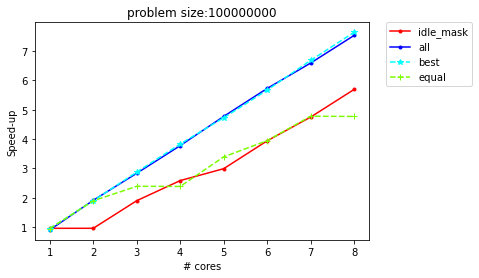 problem size:100000000
idle_mask
all
best
equal
Speed-up
7
6
5
4
3
2
1
1 2 3 4 5 6 7 8
# cores